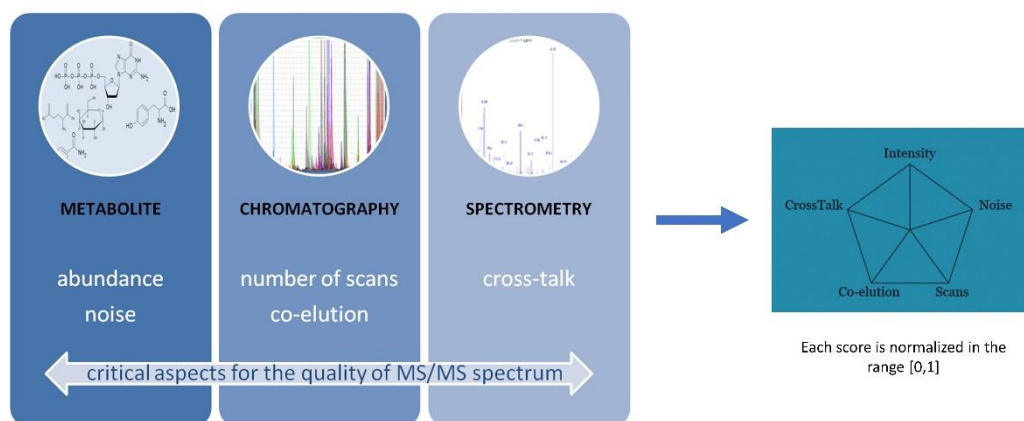 METABOLITE
abundance
noise
CHROMATOGRAPHY
number of scans
co-elution
SPECTROMETRY
cross-talk
critical aspects for the quality of MS/MS spectrum
Intensity
CrossTalk
Noise
Co-elution
Scans
Each score is normalized in the
range [0,1]